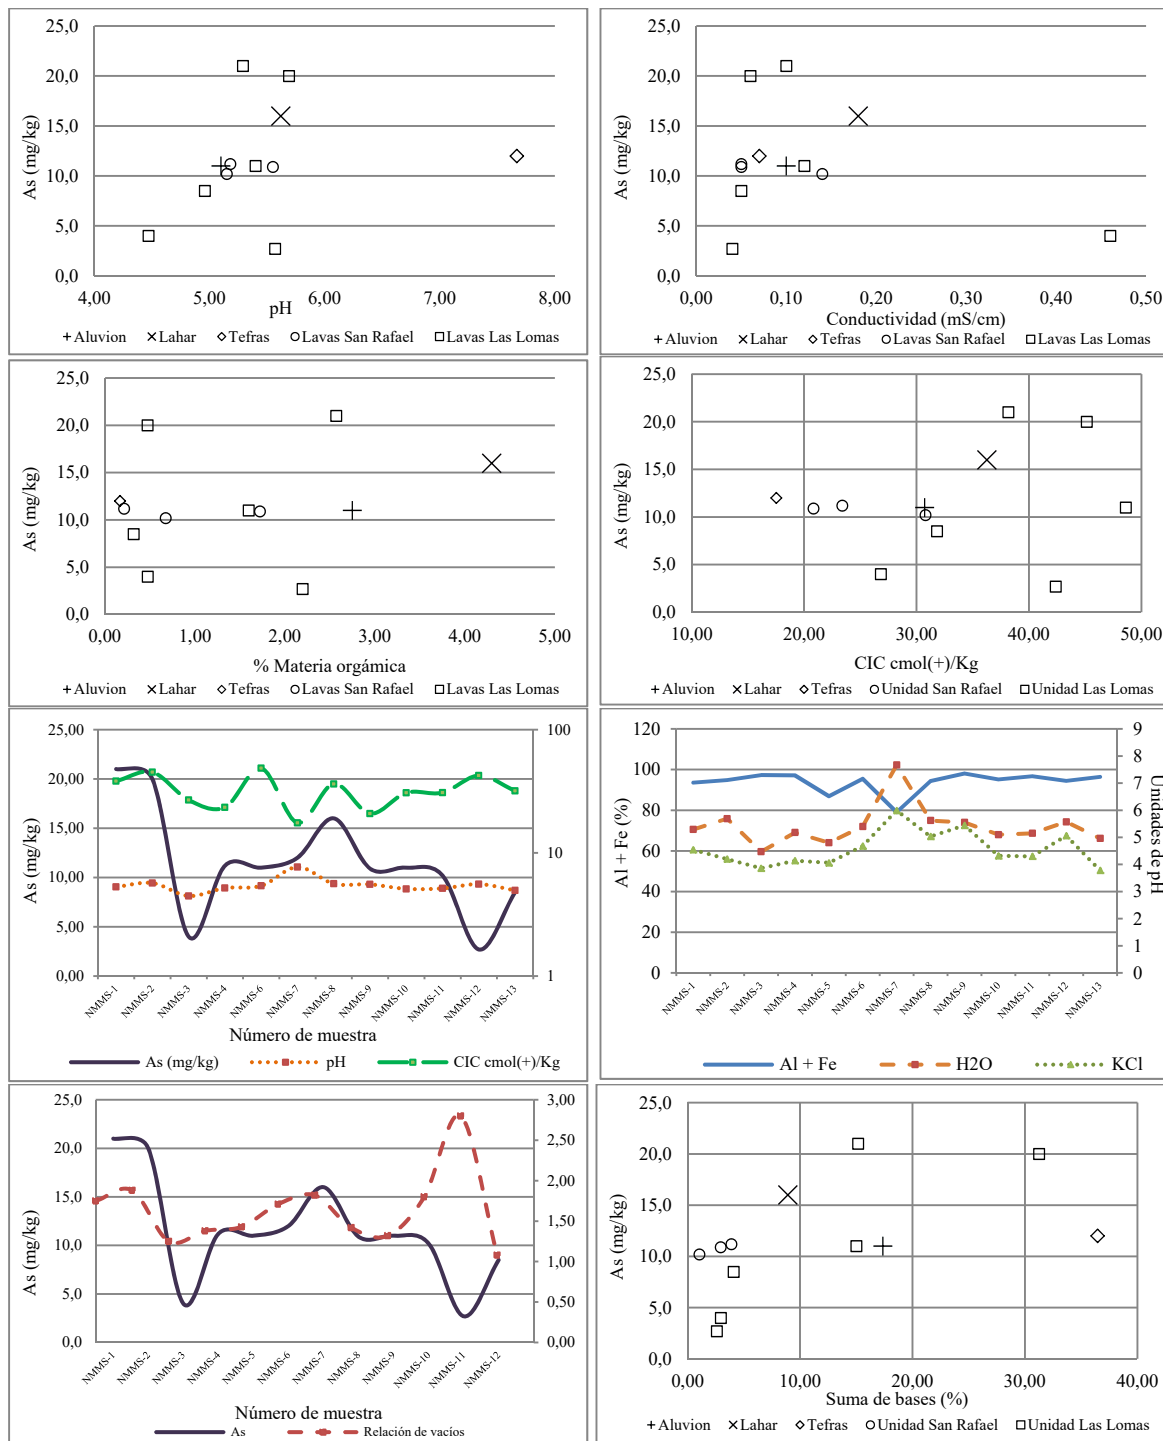 25,0
20,0
15,0
10,0
5,0
0,0
As (mg/kg)
4,00 5,00 6,00 7,00 8,00
pH
Aluvion Lahar Tefras Lavas San Rafael Lavas Las Lomas
25,0
20,0
15,0
10,0
5,0
0,0
As (mg/kg)
0,00 0,10 0,20 0,30 0,40 0,50
Conductividad (mS/cm)
Aluvion Lahar Tefras Lavas San Rafael Lavas Las Lomas
25,0
20,0
15,0
10,0
5,0
0,0
As (mg/kg)
0,00 1,00 2,00 3,00 4,00 5,00
% Materia orgámica
Aluvion Lahar Tefras Lavas San Rafael Lavas Las Lomas
25,0
20,0
15,0
10,0
5,0
0,0
As (mg/kg)
10,00 20,00 30,00 40,00 50,00
CIC cmol(+)/Kg
Aluvion Lahar Tefras Unidad San Rafael Unidad Las Lomas
25,00
20,00
15,00
10,00
5,00
0,00
As (mg/kg)
100
10
1
NMMS-1 NMMS-2 NMMS-3 NMMS-4 NMMS-6 NMMS-7 NMMS-8 NMMS-9 NMMS-10 NMMS-11 NMMS-12 NMMS-13
Número de muestra
As (mg/kg) pH CIC cmol(+)/Kg
120
100
80
60
40
20
0
Al + Fe (%)
9
8
7
6
5
4
3
2
1
0
Unidades de pH
NMMS-1 NMMS-2 NMMS-3 NMMS-4 NMMS-5 NMMS-6 NMMS-7 NMMS-8 NMMS-9 NMMS-10 NMMS-11 NMMS-12 NMMS-13
Al + Fe H2O KCl
25,0
20,0
15,0
10,0
5,0
0,0
As (mg/kg)
3,00
2,50
2,00
1,50
1,00
0,50
0,00
NMMS-1 NMMS-2 NMMS-3 NMMS-4 NMMS-5 NMMS-6 NMMS-7 NMMS-8 NMMS-9 NMMS-10 NMMS-11 NMMS-12
Número de muestra
As Relación de vacíos
25,0
20,0
15,0
10,0
5,0
0,0
As (mg/kg)
0,00 10,00 20,00 30,00 40,00
Suma de bases (%)
Aluvion Lahar Tefras Unidad San Rafael Unidad Las Lomas